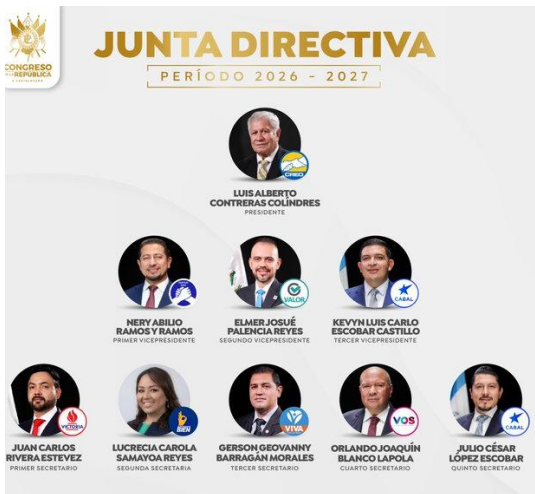 CONGRESO
REPÚBLICA
JUNTA DIRECTIVA
PERÍODO 2026 - 2027
CREO
LUIS ALBERTO
CONTRERAS COLÍNDRES
PRESIDENTE
VALOR
CABAL
NERY ABILIO
RAMOS Y RAMOS
PRIMER VICEPRESIDENTE
ELMER JOSUÉ
PALENCIA REYES
SEGUNDO VICEPRESIDENTE
KEVYN LUIS CARLO
ESCOBAR CASTILLO
TERCER VICEPRESIDENTE
VICTORIA
BIEN
VIVA
VOS
CABAL
JUAN CARLOS
RIVERA ESTEVEZ
PRIMER SECRETARIO
LUCRECIA CAROLA
SAMAYOA REYES
SEGUNDA SECRETARIA
GERSON GEOVANNY
BARRAGÁN MORALES
TERCER SECRETARIO
ORLANDO JOAQUÍN
BLANCO LAPOLA
CUARTO SECRETARIO
JULIO CÉSAR
LÓPEZ ESCOBAR
QUINTO SECRETARIO